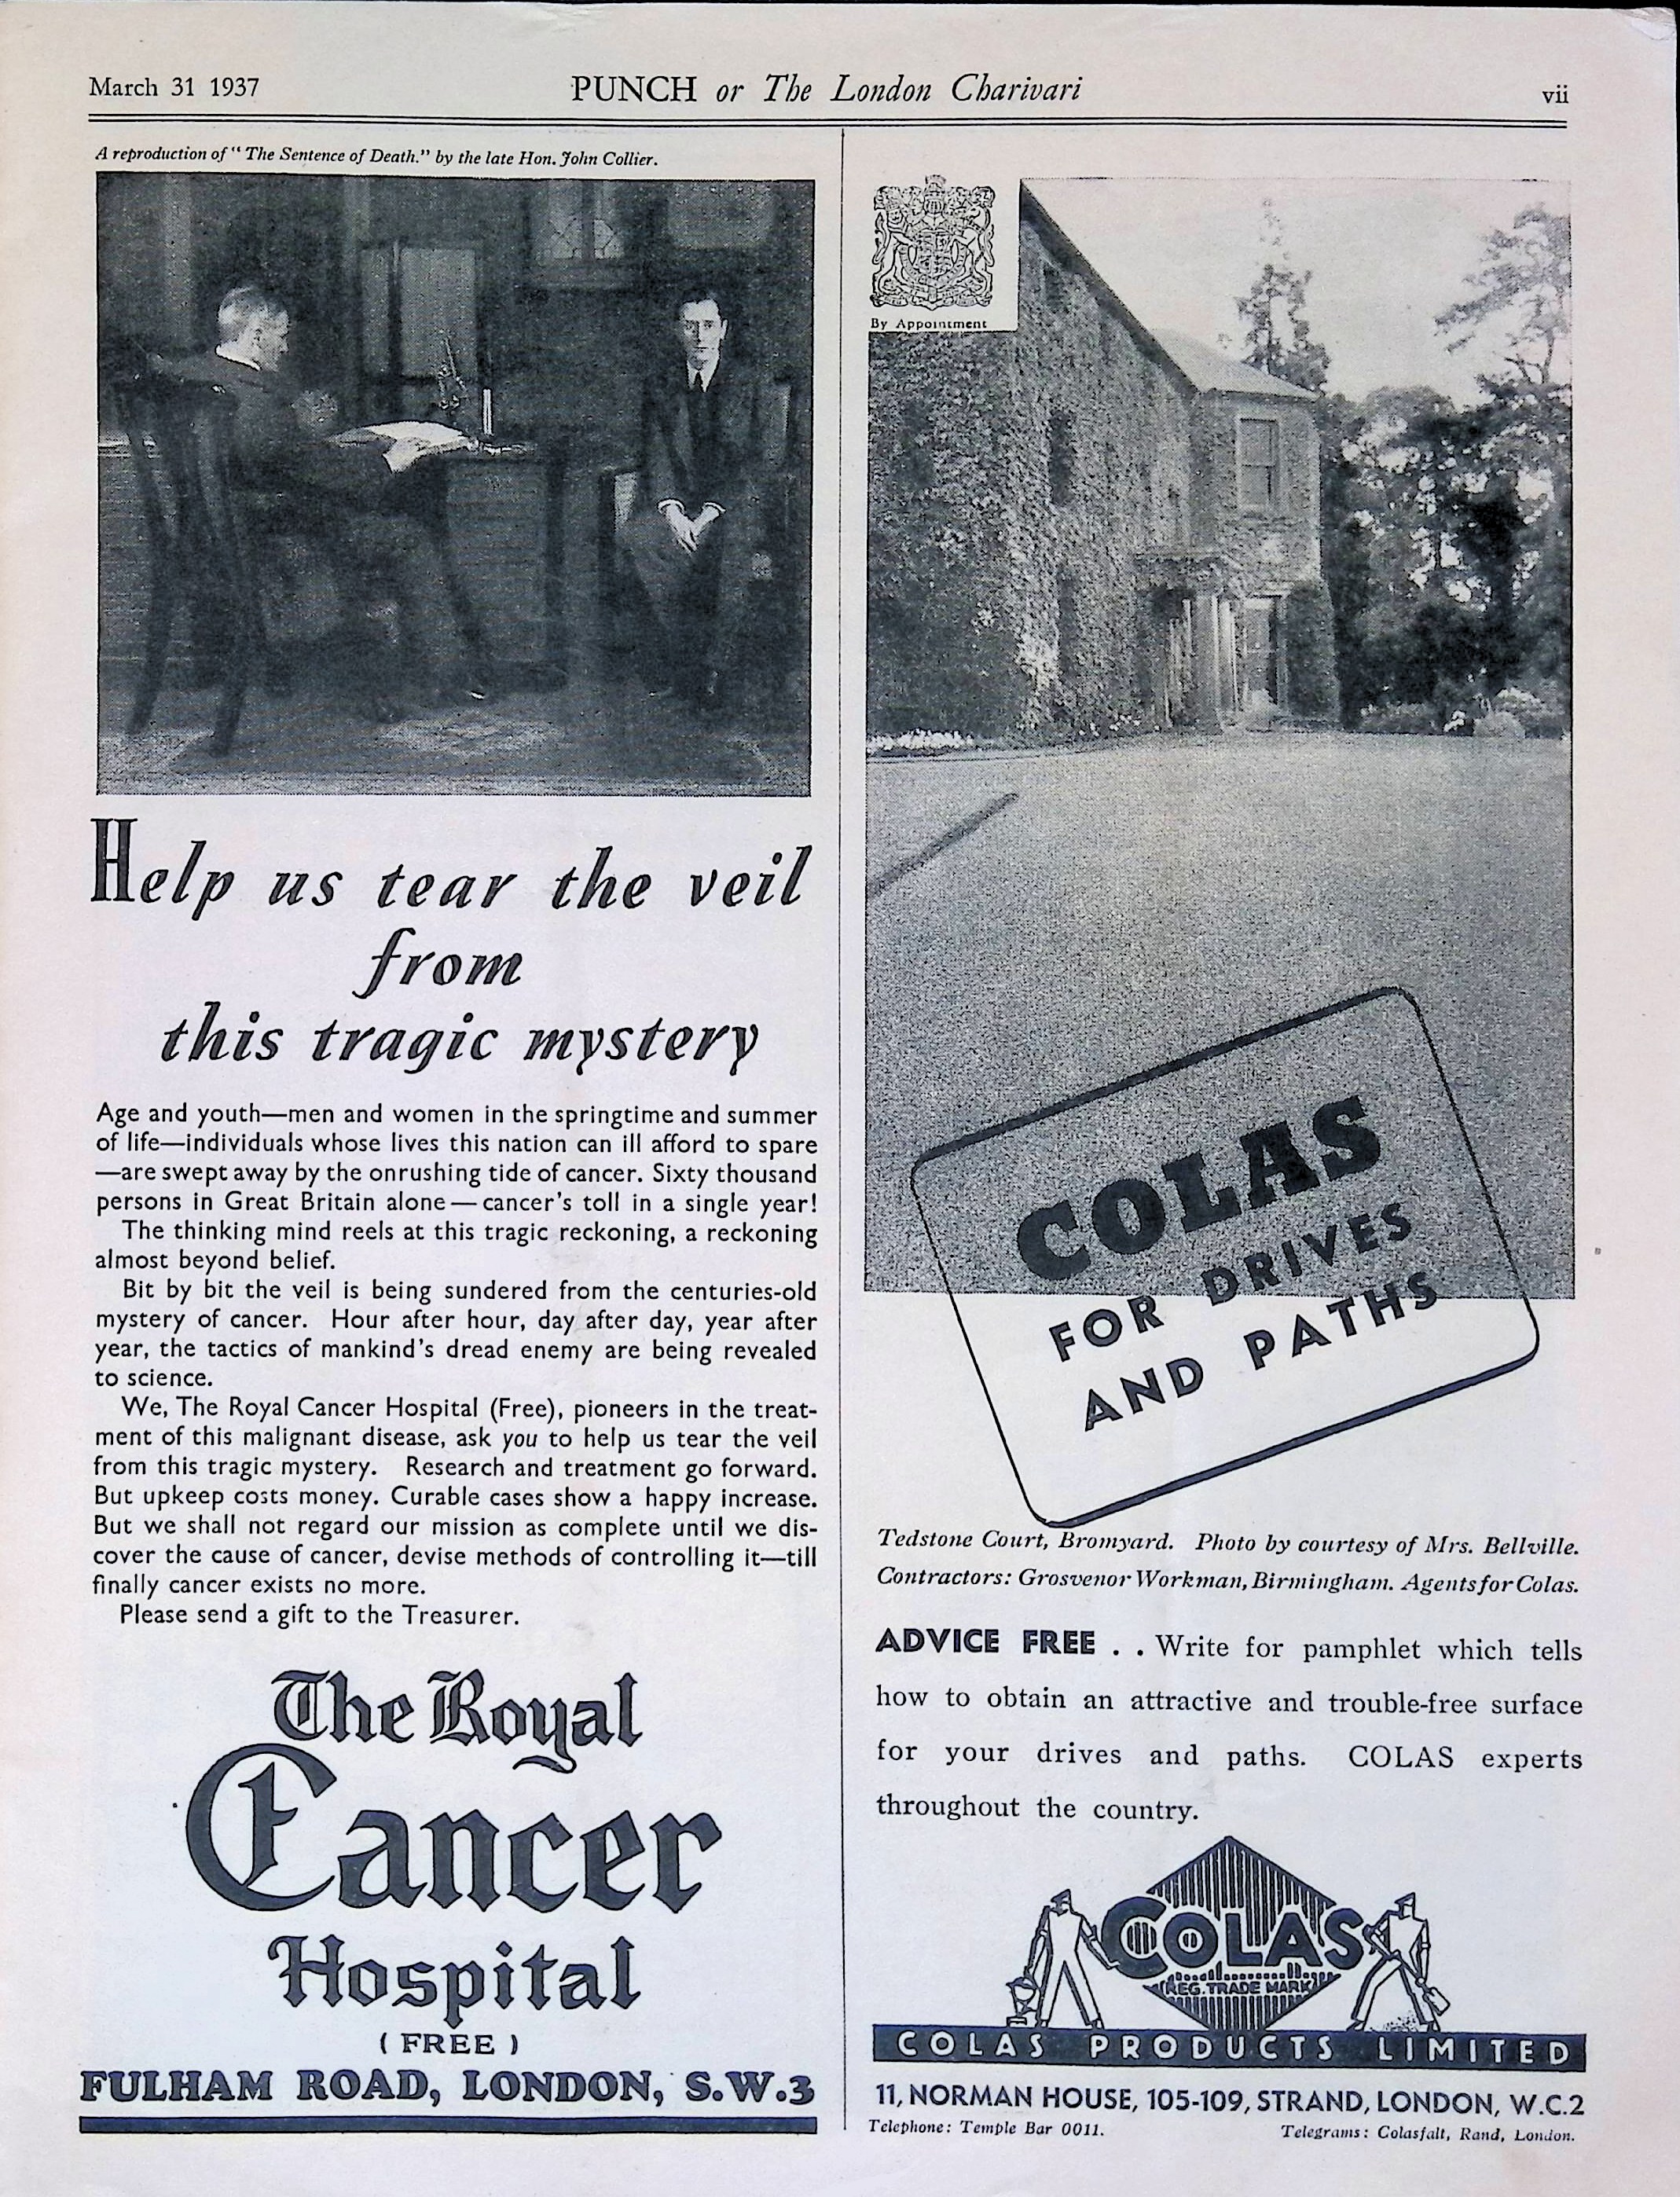 March 31 1937
PUNCH or The London Charivari
vii
A reproduction of "The Sentence of Death." by the late Hon. John Collier.
Help us tear the veil
from
this tragic mystery
Age and youth—men and women in the springtime and summer
of life—individuals whose lives this nation can ill afford to spare
—are swept away by the onrushing tide of cancer. Sixty thousand
persons in Great Britain alone—cancer's toll in a single year!
The thinking mind reels at this tragic reckoning, a reckoning
almost beyond belief.
Bit by bit the veil is being sundered from the centuries-old
mystery of cancer. Hour after hour, day after day, year after
year, the tactics of mankind's dread enemy are being revealed
to science.
We, The Royal Cancer Hospital (Free), pioneers in the treat-
ment of this malignant disease, ask you to help us tear the veil
from this tragic mystery. Research and treatment go forward.
But upkeep costs money. Curable cases show a happy increase.
But we shall not regard our mission as complete until we dis-
cover the cause of cancer, devise methods of controlling it—till
finally cancer exists no more.
Please send a gift to the Treasurer.
The Royal
Cancer
Hospital
( FREE )
FULHAM ROAD, LONDON, S.W.3
By Appointment
COLAS
FOR DRIVES
AND PATHS
Tedstone Court, Bromyard. Photo by courtesy of Mrs. Bellville.
Contractors: Grosvenor Workman, Birmingham. Agents for Colas.
ADVICE FREE . . Write for pamphlet which tells
how to obtain an attractive and trouble-free surface
for your drives and paths. COLAS experts
throughout the country.
COLAS
REG. TRADE MARK
COLAS PRODUCTS LIMITED
11, NORMAN HOUSE, 105-109, STRAND, LONDON, W.C.2
Telephone: Temple Bar 0011.
Telegrams: Colasfalt, Rand, London.